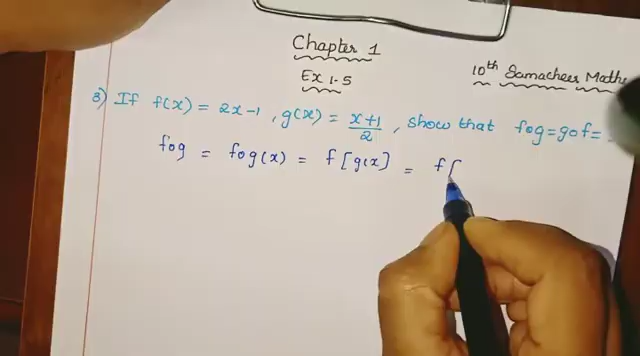 Chapter 1
Ex 1.5
10th Samacheer Maths
3) If f(x) = 2x-1, g(x) = x+1/2, show that fog=gof=
fog = fog(x) = f[g(x)] = f[